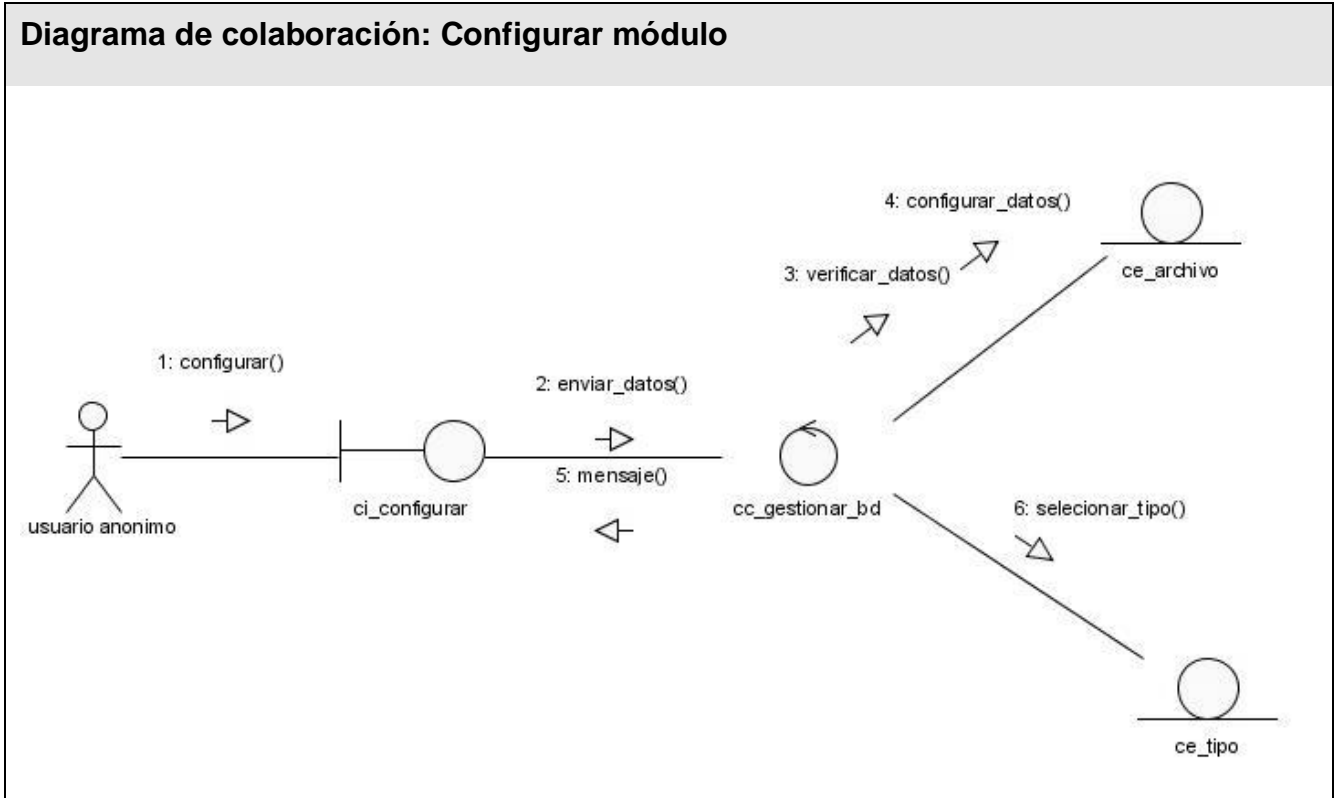 Diagrama de colaboración: Configurar módulo
4: configurar_datos()
3: verificar_datos()
ce_archivo
1: configurar()
2: enviar_datos()
5: mensaje()
usuario anonimo
ci_configurar
cc_gestionar_bd
6: selecionar_tipo()
ce_tipo